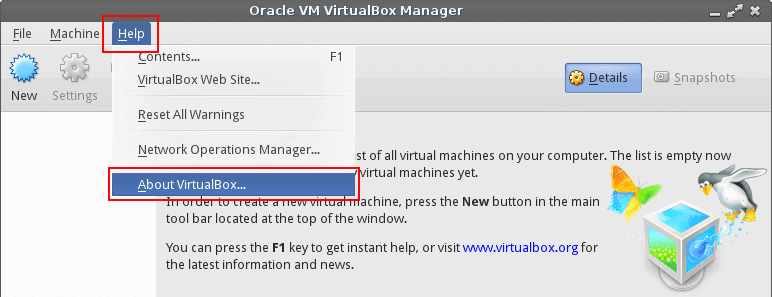 Oracle VM VirtualBox Manager
File Machine Help
Contents... F1
VirtualBox Web Site...
New Settings
Details Snapshots
Reset All Warnings
Network Operations Manager...
st of all virtual machines on your computer. The list is empty now
virtual machines yet.
About VirtualBox...
In order to create a new virtual machine, press the New button in the main
tool bar located at the top of the window.
You can press the F1 key to get instant help, or visit www.virtualbox.org for
the latest information and news.